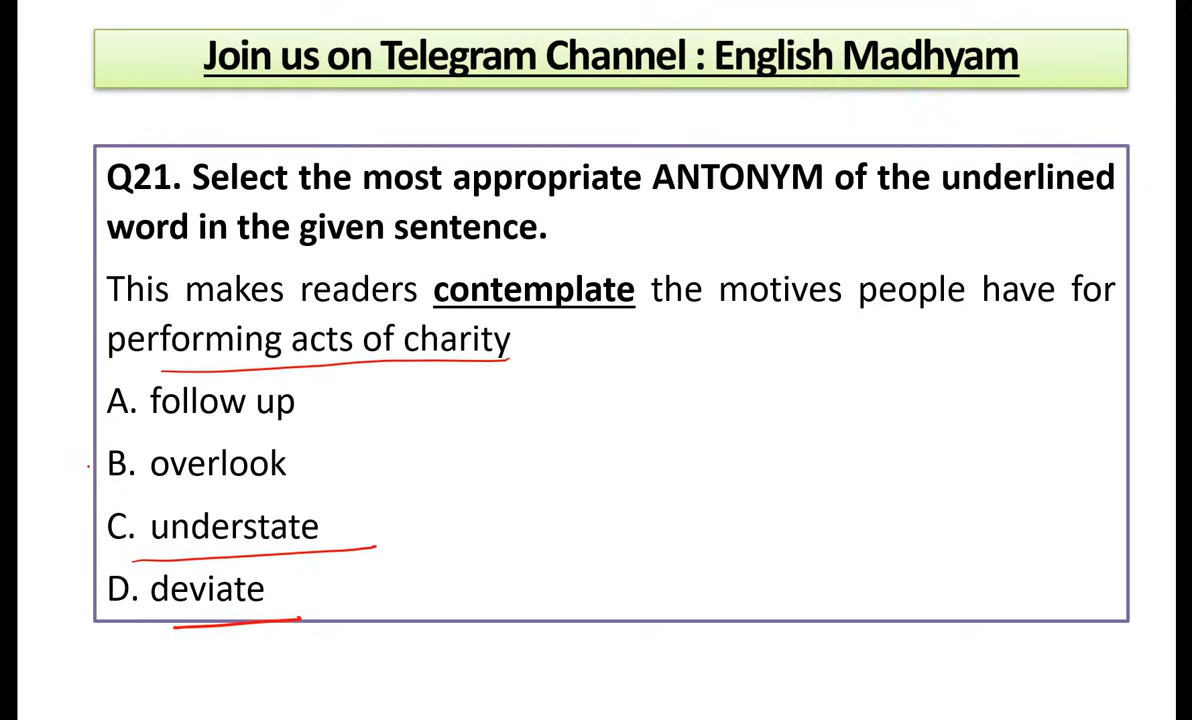 Join us on Telegram Channel : English Madhyam
Q21. Select the most appropriate ANTONYM of the underlined
word in the given sentence.
This makes readers contemplate the motives people have for
performing acts of charity
A. follow up
B. overlook
C. understate
D. deviate